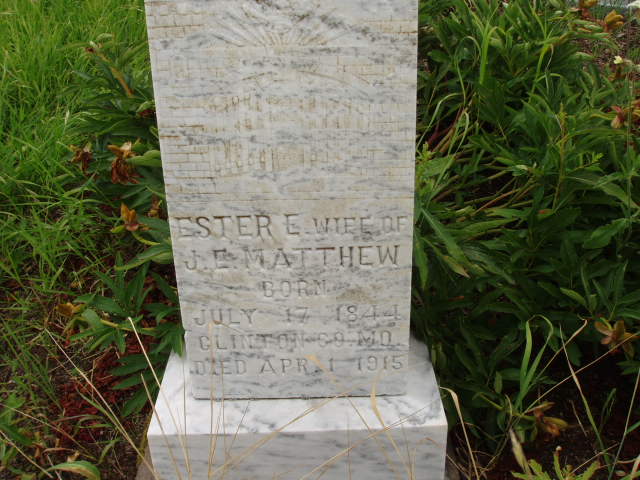 ESTER E. WIFE OF
J. E. MATTHEW
BORN
JULY 17 1844
CLINTON CO. MO.
DIED APR. 1 1915